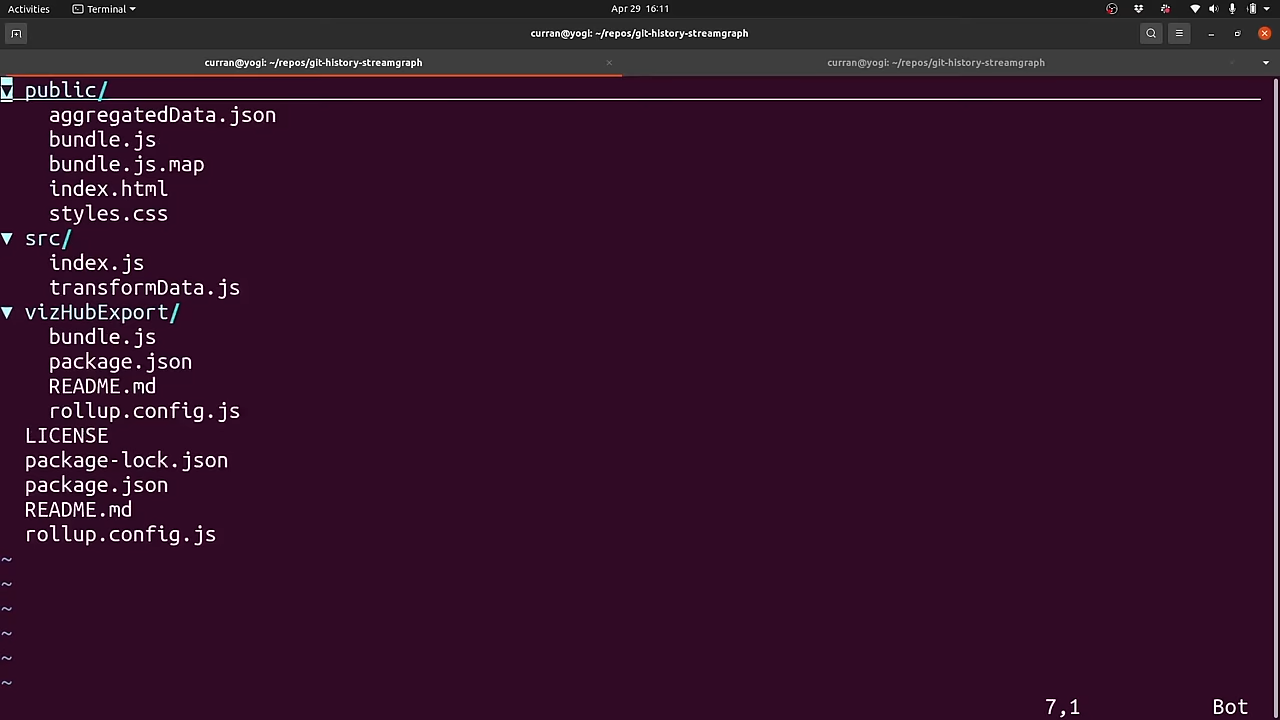 Activities Terminal Apr 29 16:11
curran@yogi: ~/repos/git-history-streamgraph
curran@yogi: ~/repos/git-history-streamgraph × curran@yogi: ~/repos/git-history-streamgraph
▼ public/
aggregatedData.json
bundle.js
bundle.js.map
index.html
styles.css
▼ src/
index.js
transformData.js
▼ vizHubExport/
bundle.js
package.json
README.md
rollup.config.js
LICENSE
package-lock.json
package.json
README.md
rollup.config.js
~
~
~
~
~
~
7,1 Bot